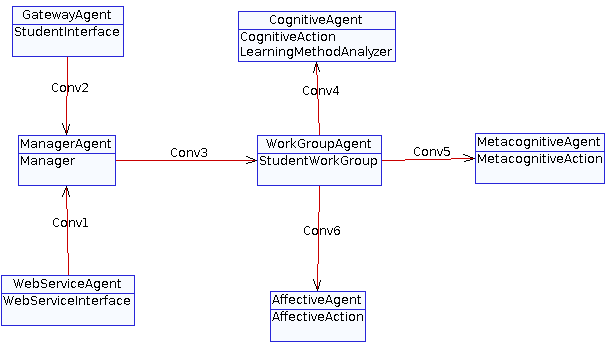 GatewayAgent
StudentInterface
CognitiveAgent
CognitiveAction
LearningMethodAnalyzer
Conv2
Conv4
ManagerAgent
Manager
Conv3
WorkGroupAgent
StudentWorkGroup
Conv5
MetacognitiveAgent
MetacognitiveAction
Conv1
Conv6
WebServiceAgent
WebServiceInterface
AffectiveAgent
AffectiveAction